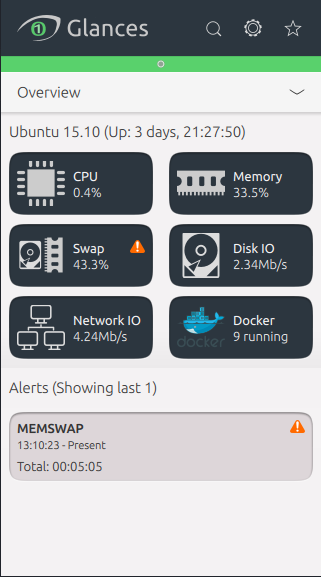 1 Glances
Overview
Ubuntu 15.10 (Up: 3 days, 21:27:50)
CPU
0.4%
Memory
33.5%
Swap
43.3%
Disk IO
2.34Mb/s
Network IO
4.24Mb/s
docker
Docker
9 running
Alerts (Showing last 1)
MEMSWAP
13:10:23 - Present
Total: 00:05:05